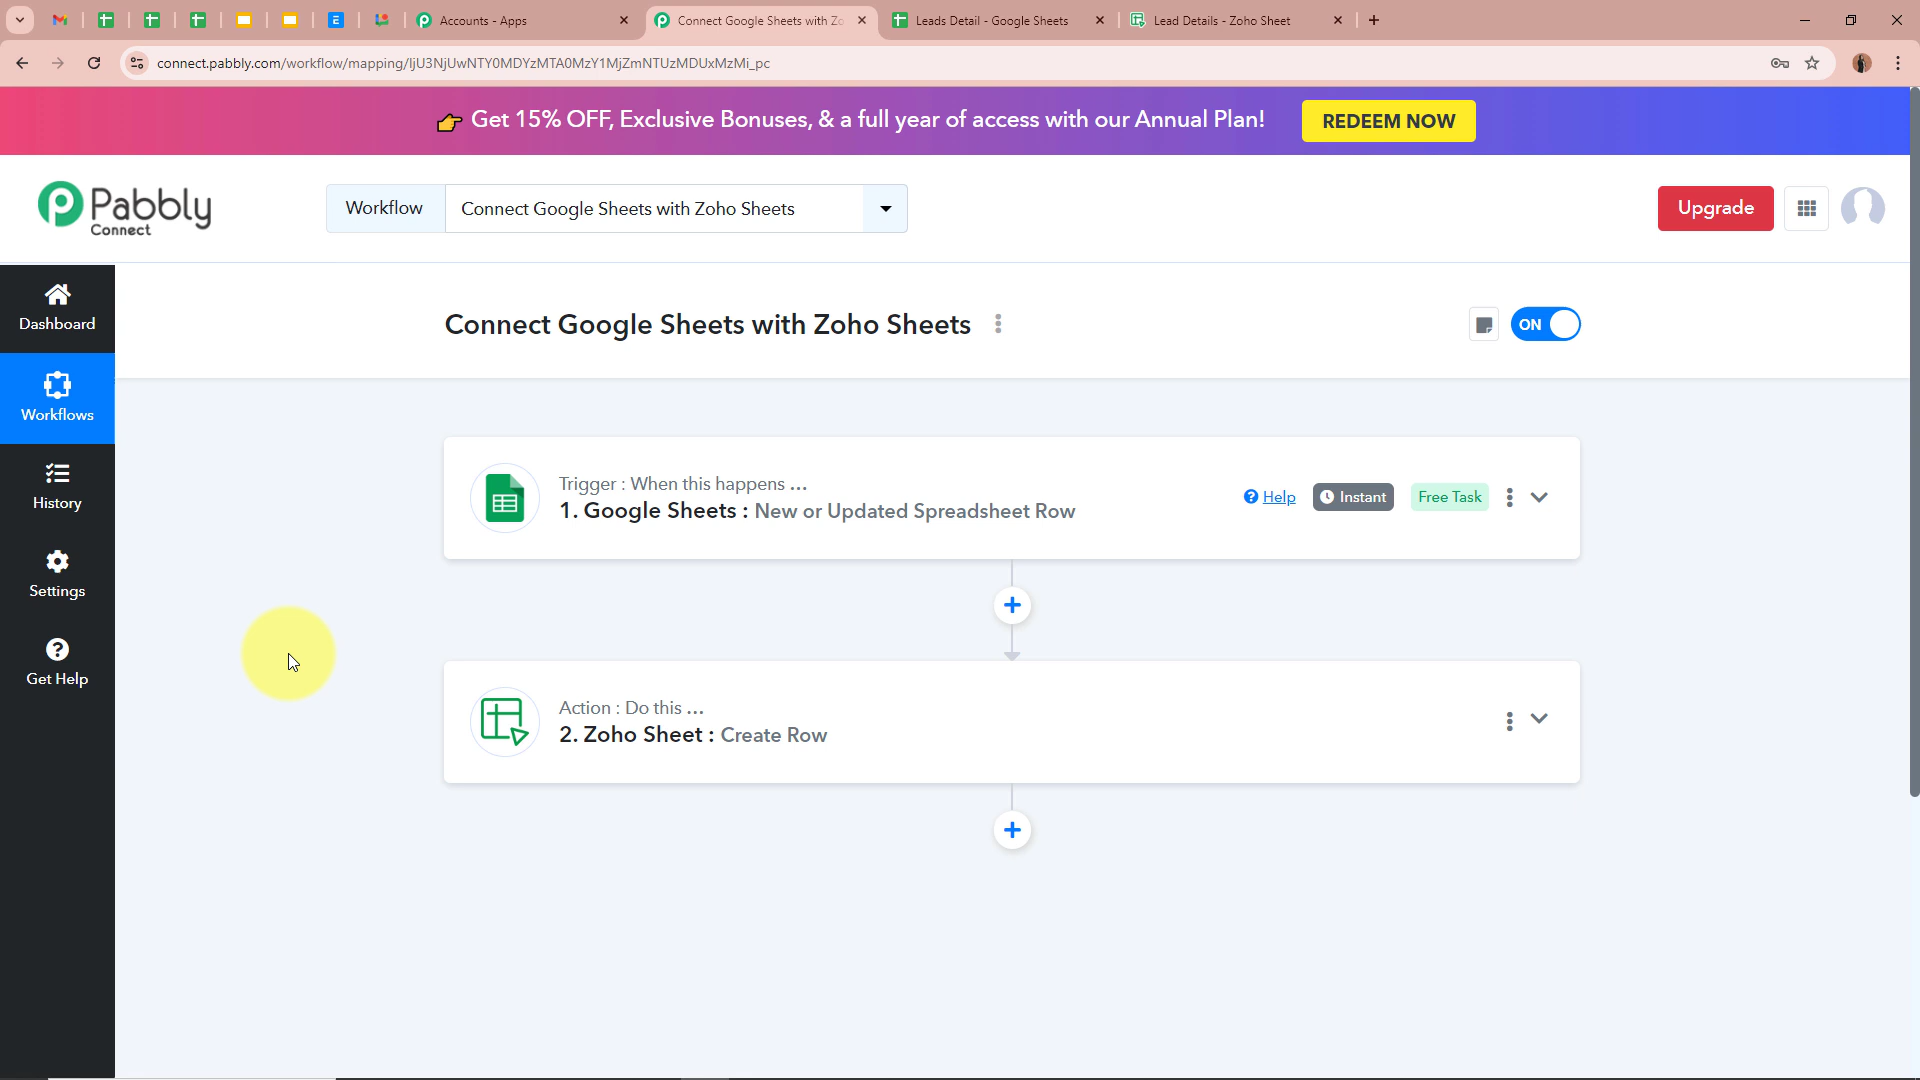 Accounts - Apps
Connect Google Sheets with Zo
Leads Detail - Google Sheets
Lead Details - Zoho Sheet
connect.pabbly.com/workflow/mapping/IjU3NjUwNTY0MDYzMTA0MzY1MjZmNTUzMDUxMzMi_pc
Get 15% OFF, Exclusive Bonuses, & a full year of access with our Annual Plan!
REDEEM NOW
Pabbly
Connect
Workflow
Connect Google Sheets with Zoho Sheets
Upgrade
Dashboard
Workflows
History
Settings
Get Help
Connect Google Sheets with Zoho Sheets
ON
Trigger : When this happens ...
1. Google Sheets : New or Updated Spreadsheet Row
Help
Instant
Free Task
Action : Do this ...
2. Zoho Sheet : Create Row